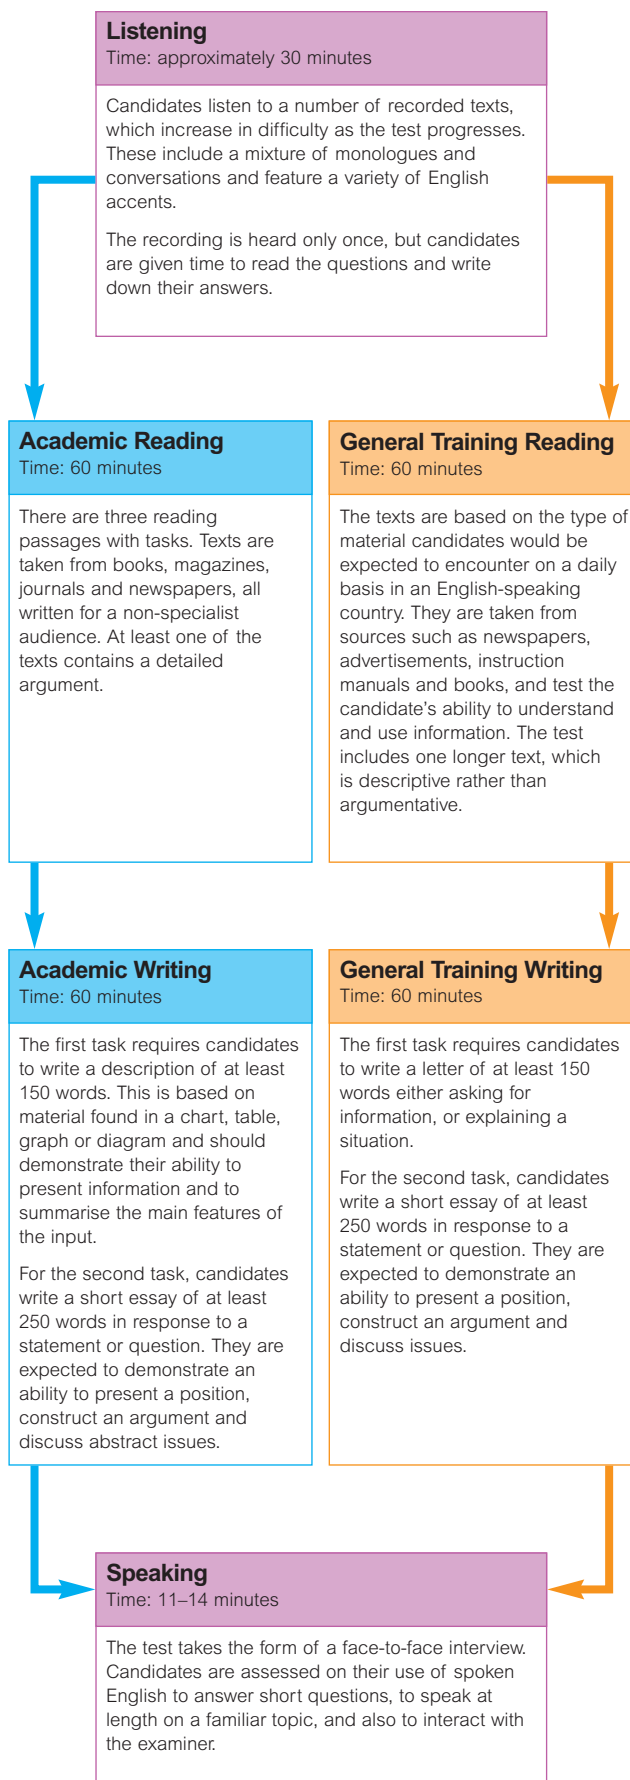 Listening
Time: approximately 30 minutes
Candidates listen to a number of recorded texts,
which increase in difficulty as the test progresses.
These include a mixture of monologues and
conversations and feature a variety of English
accents.
The recording is heard only once, but candidates
are given time to read the questions and write
down their answers.
Academic Reading
Time: 60 minutes
There are three reading
passages with tasks. Texts are
taken from books, magazines,
journals and newspapers, all
written for a non-specialist
audience. At least one of the
texts contains a detailed
argument.
General Training Reading
Time: 60 minutes
The texts are based on the type of
material candidates would be
expected to encounter on a daily
basis in an English-speaking
country. They are taken from
sources such as newspapers,
advertisements, instruction
manuals and books, and test the
candidate's ability to understand
and use information. The test
includes one longer text, which
is descriptive rather than
argumentative.
Academic Writing
Time: 60 minutes
The first task requires candidates
to write a description of at least
150 words. This is based on
material found in a chart, table,
graph or diagram and should
demonstrate their ability to
present information and to
summarise the main features of
the input.
For the second task, candidates
write a short essay of at least
250 words in response to a
statement or question. They are
expected to demonstrate an
ability to present a position,
construct an argument and
discuss abstract issues.
General Training Writing
Time: 60 minutes
The first task requires candidates
to write a letter of at least 150
words either asking for
information, or explaining a
situation.
For the second task, candidates
write a short essay of at least
250 words in response to a
statement or question. They are
expected to demonstrate an
ability to present a position,
construct an argument and
discuss issues.
Speaking
Time: 11–14 minutes
The test takes the form of a face-to-face interview.
Candidates are assessed on their use of spoken
English to answer short questions, to speak at
length on a familiar topic, and also to interact with
the examiner.